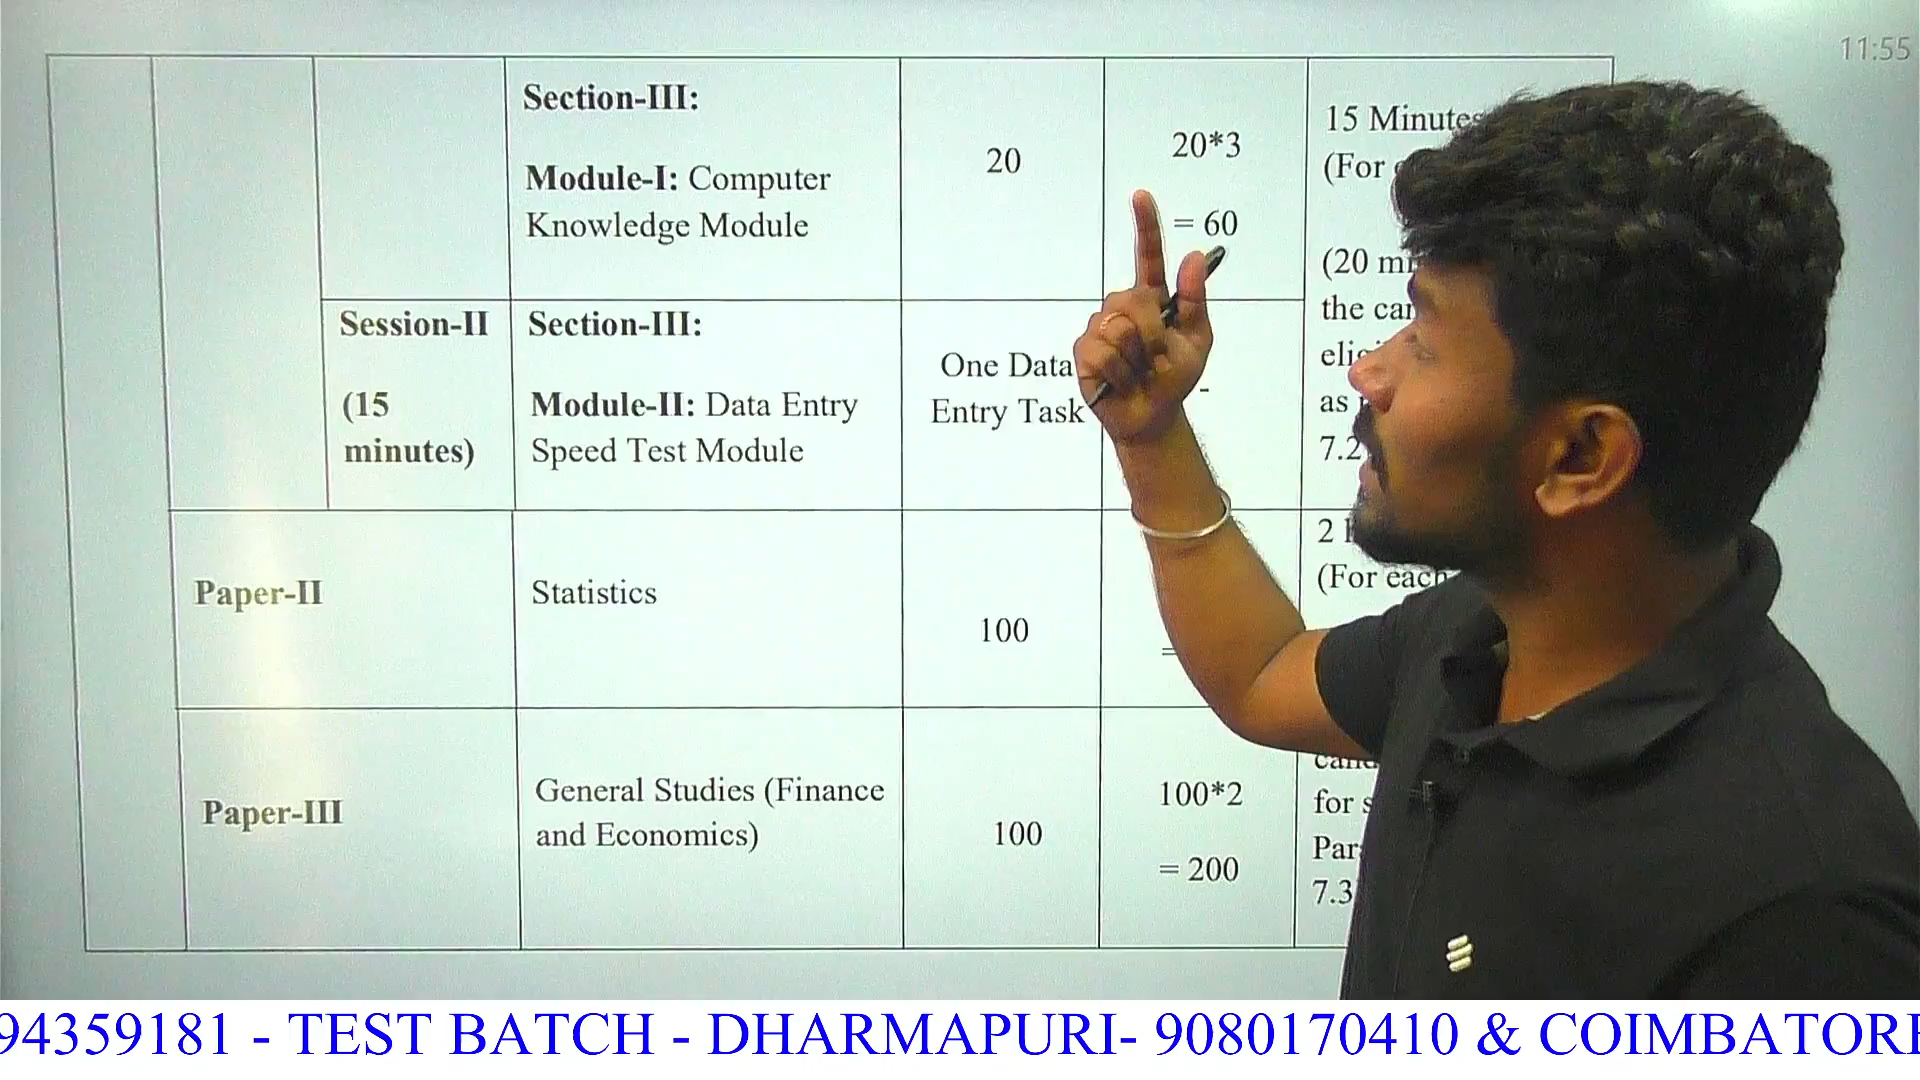 11:55
Section-III:
Module-I: Computer
Knowledge Module
20
20*3
= 60
15 Minutes
(For
(20
the
as
7.2
Session-II
(15
minutes)
Section-III:
Module-II: Data Entry
Speed Test Module
One Data
Entry Task
-
Paper-II
Statistics
100
=
2
(For each
Paper-III
General Studies (Finance
and Economics)
100
100*2
= 200
for
7.3
94359181 - TEST BATCH - DHARMAPURI- 9080170410 & COIMBATORE